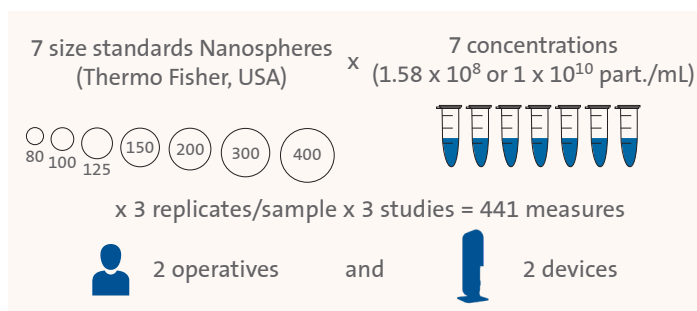 7 size standards Nanospheres
(Thermo Fisher, USA)
x
7 concentrations
(1.58 x 10⁸ or 1 x 10¹⁰ part./mL)
80
100
125
150
200
300
400
x 3 replicates/sample x 3 studies = 441 measures
2 operatives
and
2 devices